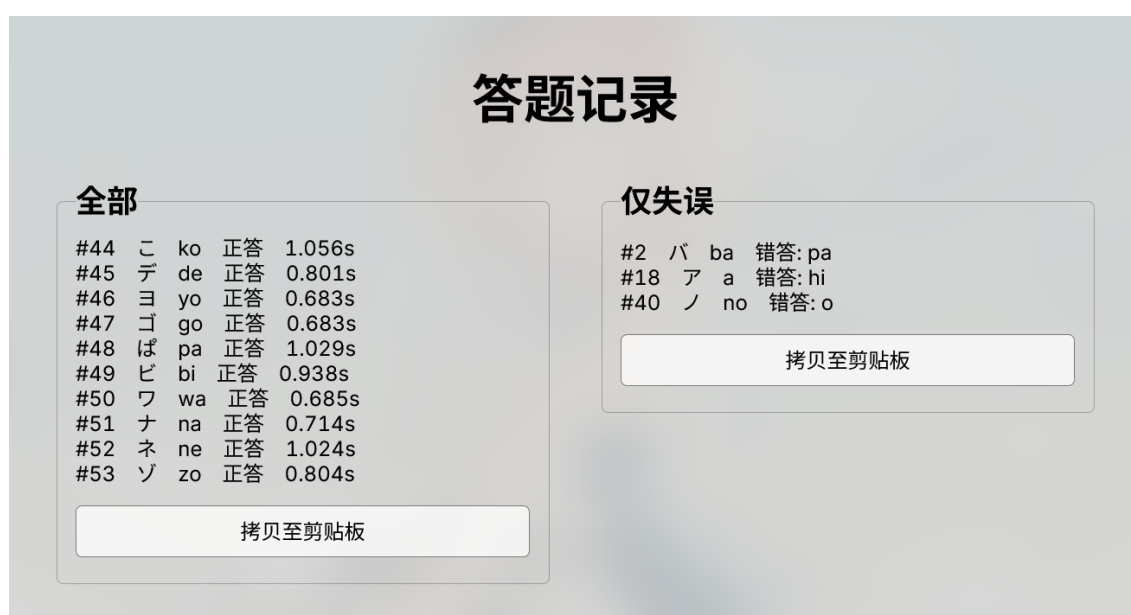 答题记录
全部
#44 こ ko 正答 1.056s
#45 デ de 正答 0.801s
#46 ヨ yo 正答 0.683s
#47 ゴ go 正答 0.683s
#48 ぱ pa 正答 1.029s
#49 ビ bi 正答 0.938s
#50 ワ wa 正答 0.685s
#51 ナ na 正答 0.714s
#52 ネ ne 正答 1.024s
#53 ゾ zo 正答 0.804s
拷贝至剪贴板
仅失误
#2 バ ba 错答: pa
#18 ア a 错答: hi
#40 ノ no 错答: o
拷贝至剪贴板